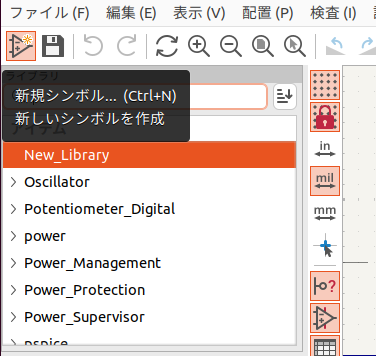 ファイル (F) 編集 (E) 表示 (V) 配置 (P) 検査 (I)
ライブラリ
新規シンボル... (Ctrl+N)
新しいシンボルを作成
アイテム
New_Library
Oscillator
Potentiometer_Digital
power
Power_Management
Power_Protection
Power_Supervisor
pspice
in
mil
mm